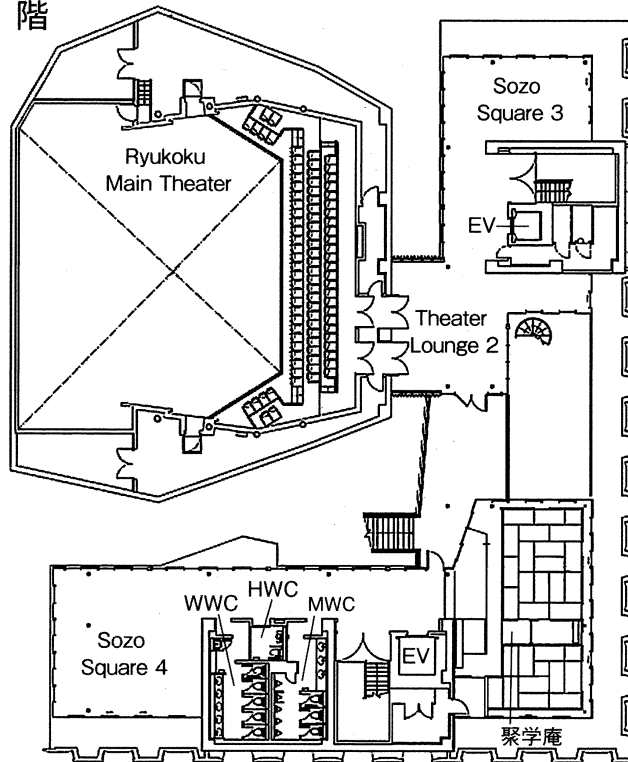 階
Sozo
Square 3
Ryukoku
Main Theater
EV
Theater
Lounge 2
HWC
WWC
MWC
Sozo
Square 4
EV
聚学庵